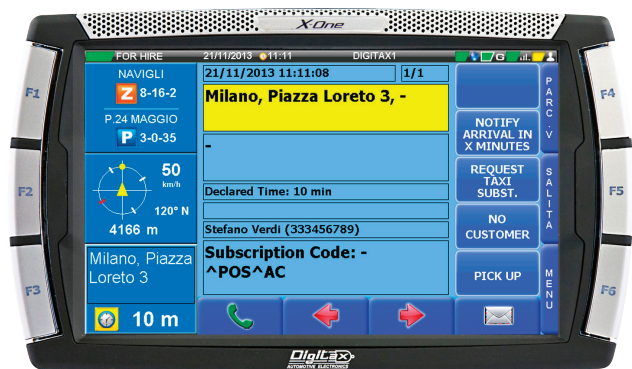 X-One
FOR HIRE
21/11/2013 11:11
DIGITAX1
G
NAVIGLI
Z 8-16-2
P.24 MAGGIO
P 3-0-35
50
km/h
120° N
4166 m
Milano, Piazza
Loreto 3
10 m
21/11/2013 11:11:08
1/1
Milano, Piazza Loreto 3, -
-
Declared Time: 10 min
Stefano Verdi (333456789)
Subscription Code: -
^POS^AC
NOTIFY
ARRIVAL IN
X MINUTES
REQUEST
TAXI
SUBST.
NO
CUSTOMER
PICK UP
PARC.V
SALITA
MENU
F1
F2
F3
F4
F5
F6
Digitax
AUTOMOTIVE ELECTRONICS